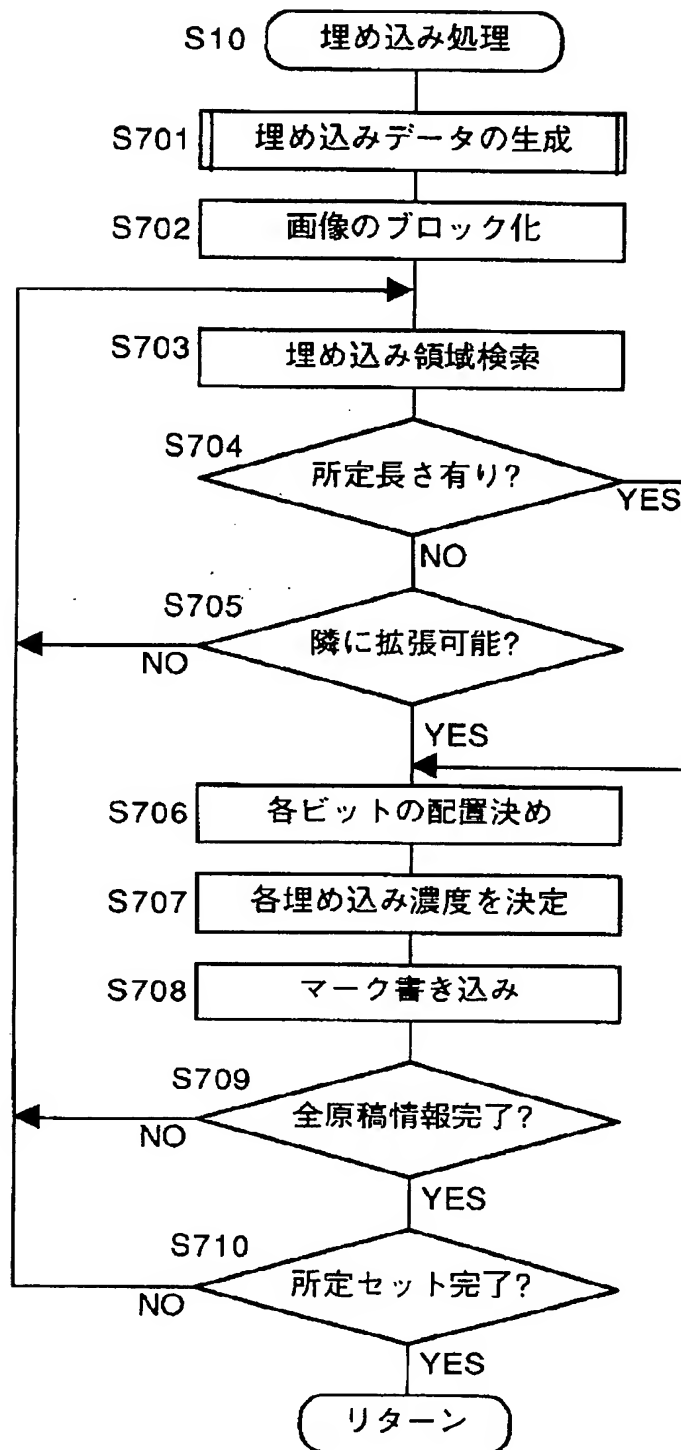 S10 埋め込み処理
S701 埋め込みデータの生成
S702 画像のブロック化
S703 埋め込み領域検索
S704 所定長さ有り?
YES
NO
S705 隣に拡張可能?
NO
YES
S706 各ビットの配置決め
S707 各埋め込み濃度を決定
S708 マーク書き込み
S709 全原稿情報完了?
NO
YES
S710 所定セット完了?
NO
YES
リターン